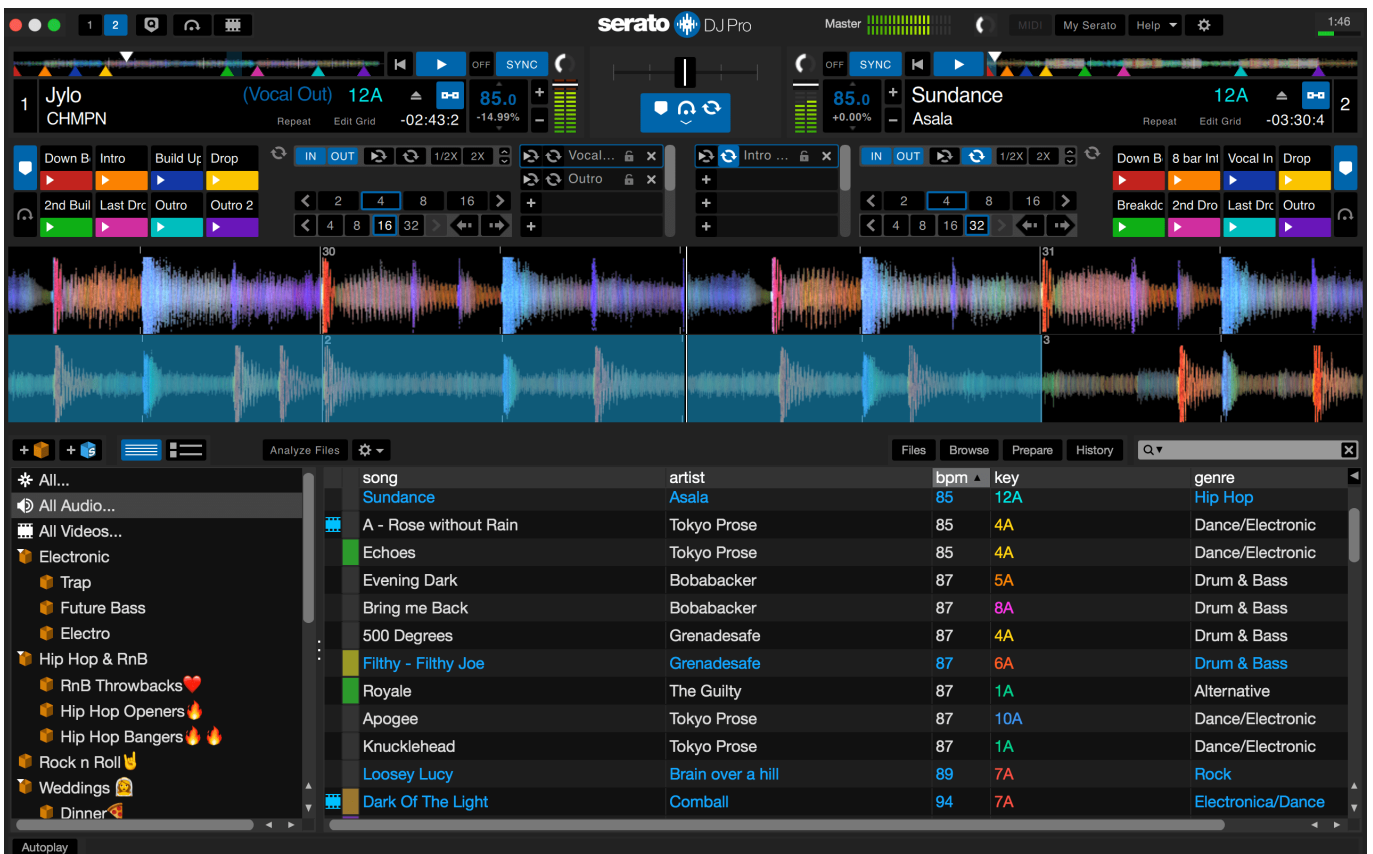 1 2 serato DJ Pro Master MIDI My Serato Help 1:46
OFF SYNC OFF SYNC
1 Jylo (Vocal Out) 12A 85.0 + 85.0 + Sundance 12A 2
CHMPN Repeat Edit Grid -02:43:2 -14.99% − +0.00% − Asala Repeat Edit Grid -03:30:4
Down B Intro Build Up Drop IN OUT 1/2X 2X Vocal... Intro ... IN OUT 1/2X 2X Down B 8 bar Int Vocal In Drop
Outro +
2nd Buil Last Dro Outro Outro 2 < 2 4 8 16 > + + < 2 4 8 16 > Breakdo 2nd Dro Last Dro Outro
< 4 8 16 32 > + + < 4 8 16 32 >
30 31
2 3
+ + Analyze Files Files Browse Prepare History
All... song artist bpm key genre
Sundance Asala 85 12A Hip Hop
All Audio...
A - Rose without Rain Tokyo Prose 85 4A Dance/Electronic
All Videos...
Electronic Echoes Tokyo Prose 85 4A Dance/Electronic
Trap Evening Dark Bobabacker 87 5A Drum & Bass
Future Bass Bring me Back Bobabacker 87 8A Drum & Bass
Electro 500 Degrees Grenadesafe 87 4A Drum & Bass
Hip Hop & RnB Filthy - Filthy Joe Grenadesafe 87 6A Drum & Bass
RnB Throwbacks❤️ Royale The Guilty 87 1A Alternative
Hip Hop Openers🔥 Apogee Tokyo Prose 87 10A Dance/Electronic
Hip Hop Bangers🔥🔥 Knucklehead Tokyo Prose 87 1A Dance/Electronic
Rock n Roll🤘 Loosey Lucy Brain over a hill 89 7A Rock
Weddings 👰 Dark Of The Light Comball 94 7A Electronica/Dance
Dinner🍕
Autoplay